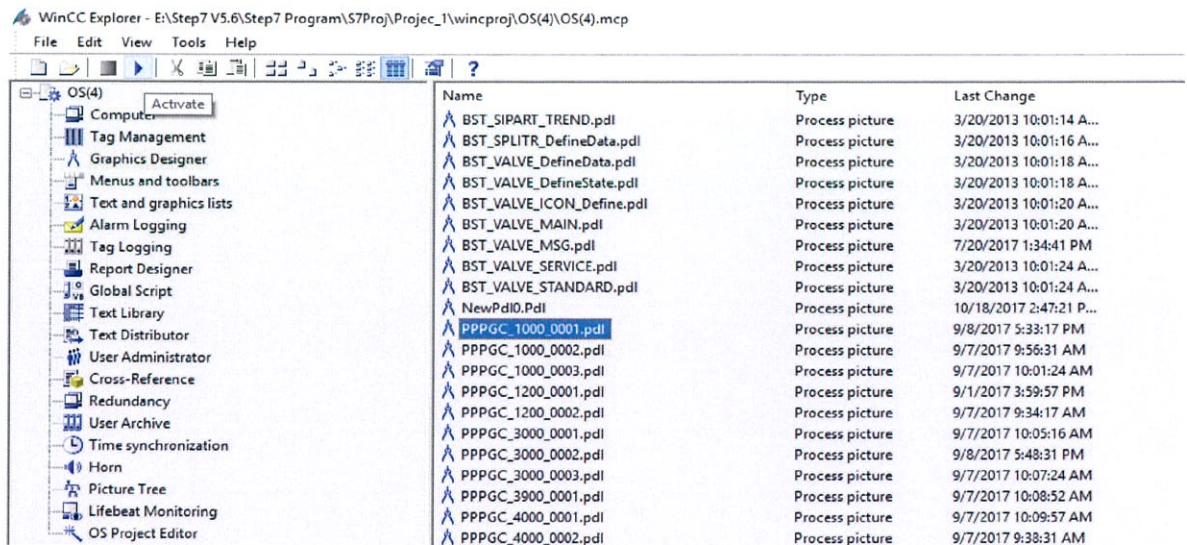 WinCC Explorer - E:\Step7 V5.6\Step7 Program\S7Proj\Projec_1\wincproj\OS(4)\OS(4).mcp
File Edit View Tools Help
OS(4)
Activate
Computer
Tag Management
Graphics Designer
Menus and toolbars
Text and graphics lists
Alarm Logging
Tag Logging
Report Designer
Global Script
Text Library
Text Distributor
User Administrator
Cross-Reference
Redundancy
User Archive
Time synchronization
Horn
Picture Tree
Lifebeat Monitoring
OS Project Editor
Name Type Last Change
BST_SIPART_TREND.pdl Process picture 3/20/2013 10:01:14 A...
BST_SPLITR_DefineData.pdl Process picture 3/20/2013 10:01:16 A...
BST_VALVE_DefineData.pdl Process picture 3/20/2013 10:01:18 A...
BST_VALVE_DefineState.pdl Process picture 3/20/2013 10:01:18 A...
BST_VALVE_ICON_Define.pdl Process picture 3/20/2013 10:01:20 A...
BST_VALVE_MAIN.pdl Process picture 3/20/2013 10:01:20 A...
BST_VALVE_MSG.pdl Process picture 7/20/2017 1:34:41 PM
BST_VALVE_SERVICE.pdl Process picture 3/20/2013 10:01:24 A...
BST_VALVE_STANDARD.pdl Process picture 3/20/2013 10:01:24 A...
NewPdl0.Pdl Process picture 10/18/2017 2:47:21 P...
PPPGC_1000_0001.pdl Process picture 9/8/2017 5:33:17 PM
PPPGC_1000_0002.pdl Process picture 9/7/2017 9:56:31 AM
PPPGC_1000_0003.pdl Process picture 9/7/2017 10:01:24 AM
PPPGC_1200_0001.pdl Process picture 9/1/2017 3:59:57 PM
PPPGC_1200_0002.pdl Process picture 9/7/2017 9:34:17 AM
PPPGC_3000_0001.pdl Process picture 9/7/2017 10:05:16 AM
PPPGC_3000_0002.pdl Process picture 9/8/2017 5:48:31 PM
PPPGC_3000_0003.pdl Process picture 9/7/2017 10:07:24 AM
PPPGC_3900_0001.pdl Process picture 9/7/2017 10:08:52 AM
PPPGC_4000_0001.pdl Process picture 9/7/2017 10:09:57 AM
PPPGC_4000_0002.pdl Process picture 9/7/2017 9:38:31 AM